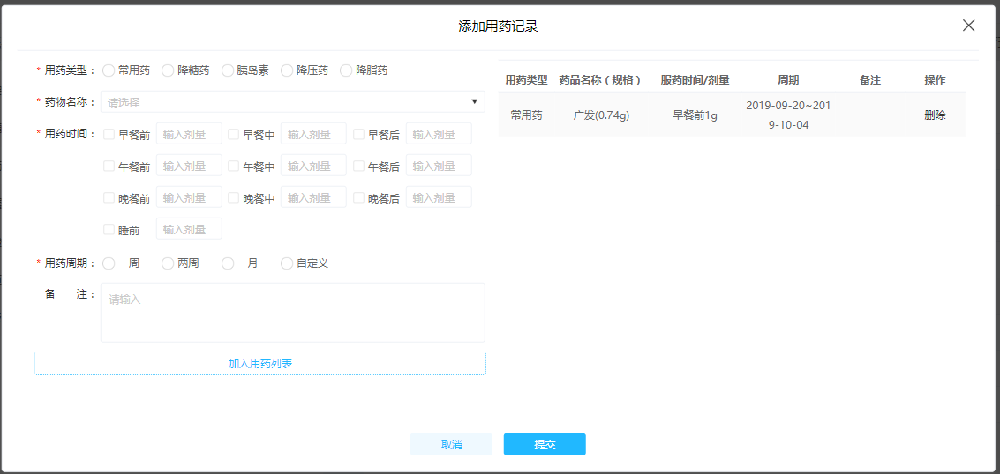 添加用药记录
* 用药类型： 常用药 降糖药 胰岛素 降压药 降脂药
* 药物名称： 请选择
* 用药时间： 早餐前 输入剂量 早餐中 输入剂量 早餐后 输入剂量
午餐前 输入剂量 午餐中 输入剂量 午餐后 输入剂量
晚餐前 输入剂量 晚餐中 输入剂量 晚餐后 输入剂量
睡前 输入剂量
* 用药周期： 一周 两周 一月 自定义
备 注： 请输入
加入用药列表
用药类型 药品名称（规格） 服药时间/剂量 周期 备注 操作
常用药 广发(0.74g) 早餐前1g 2019-09-20~201 删除
9-10-04
取消 提交